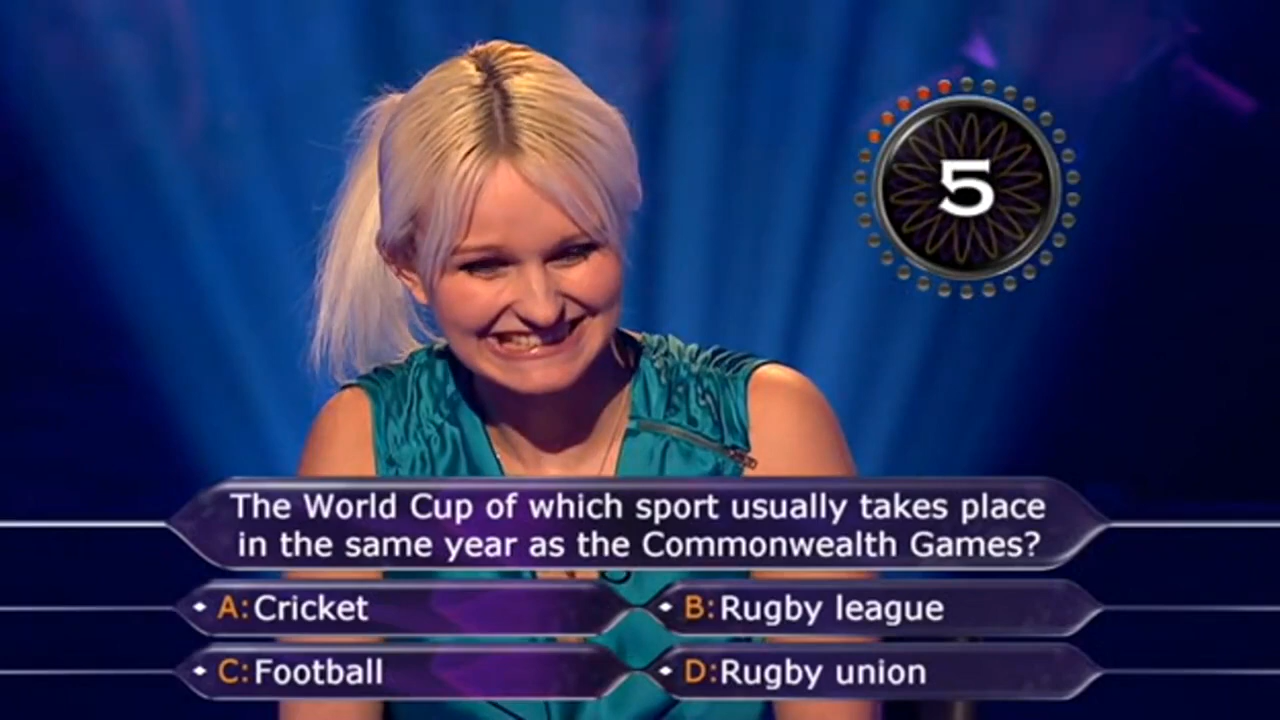 5
The World Cup of which sport usually takes place
in the same year as the Commonwealth Games?
A: Cricket
B: Rugby league
C: Football
D: Rugby union